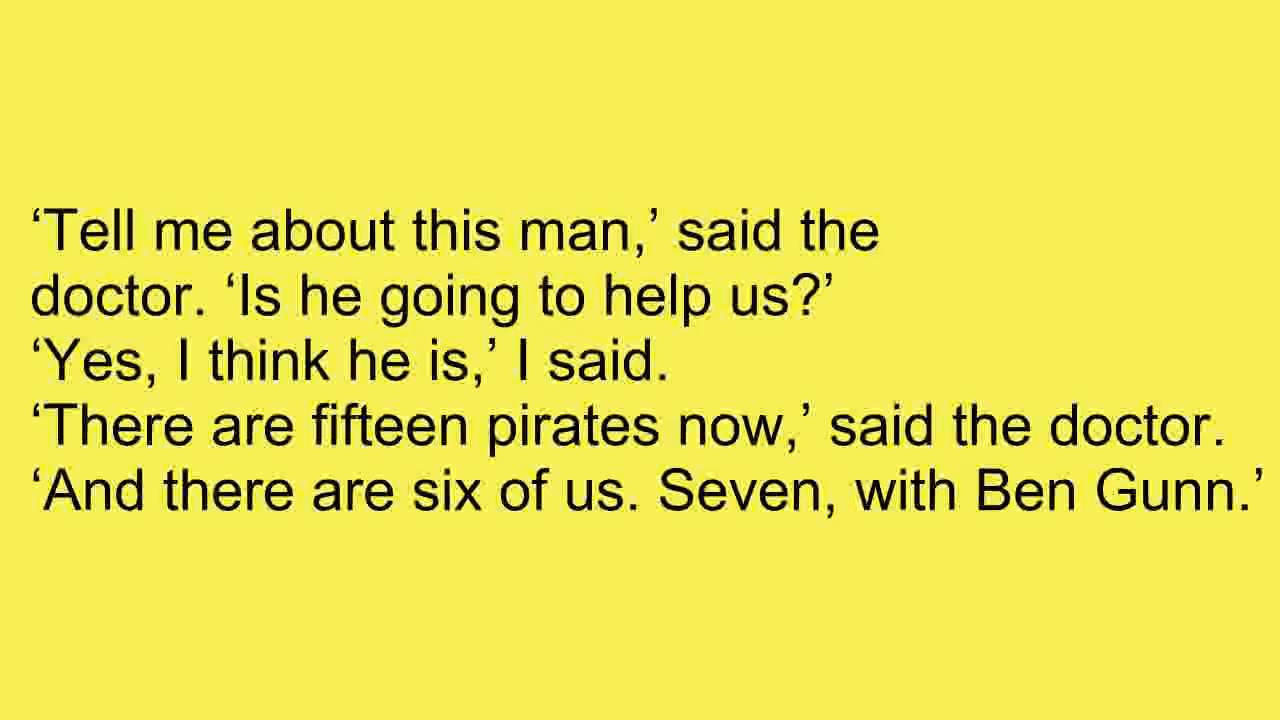 ‘Tell me about this man,’ said the
doctor. ‘Is he going to help us?’
‘Yes, I think he is,’ I said.
‘There are fifteen pirates now,’ said the doctor.
‘And there are six of us. Seven, with Ben Gunn.’